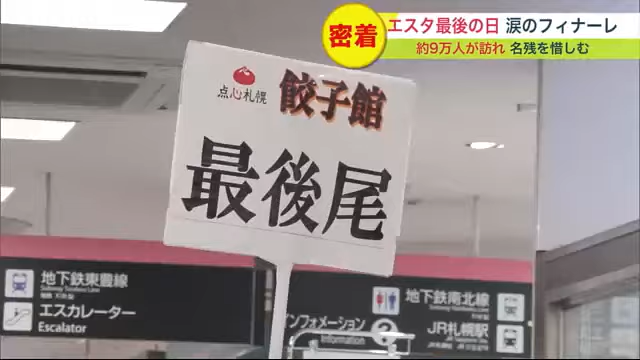 密着
エスタ最後の日 涙のフィナーレ
約9万人が訪れ 名残を惜しむ
点心札幌
餃子館
最後尾
地下鉄東豊線
エスカレーター
Escalator
インフォメーション
Information
地下鉄南北線
JR札幌駅